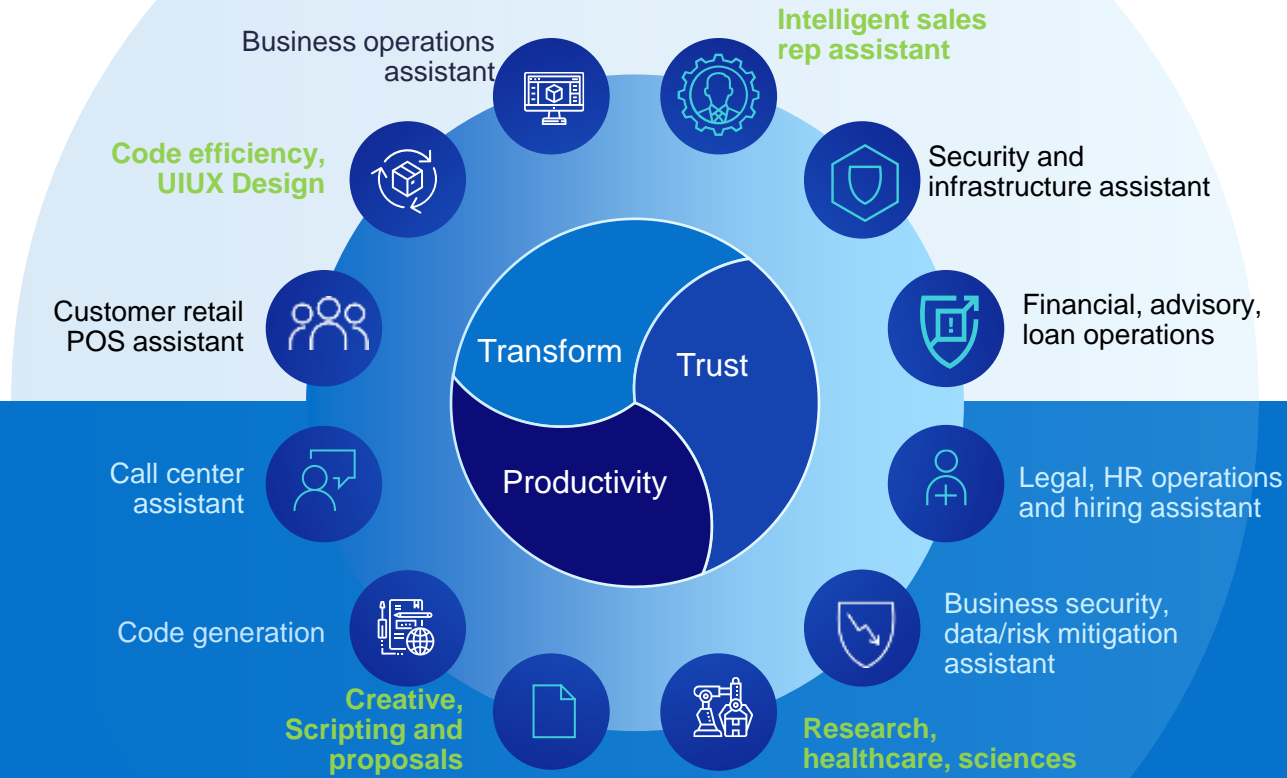 Business operations
assistant
Intelligent sales
rep assistant
Code efficiency,
UIUX Design
Security and
infrastructure assistant
Customer retail
POS assistant
Financial, advisory,
loan operations
Transform
Trust
Productivity
Call center
assistant
Legal, HR operations
and hiring assistant
Code generation
Business security,
data/risk mitigation
assistant
Creative,
Scripting and
proposals
Research,
healthcare, sciences